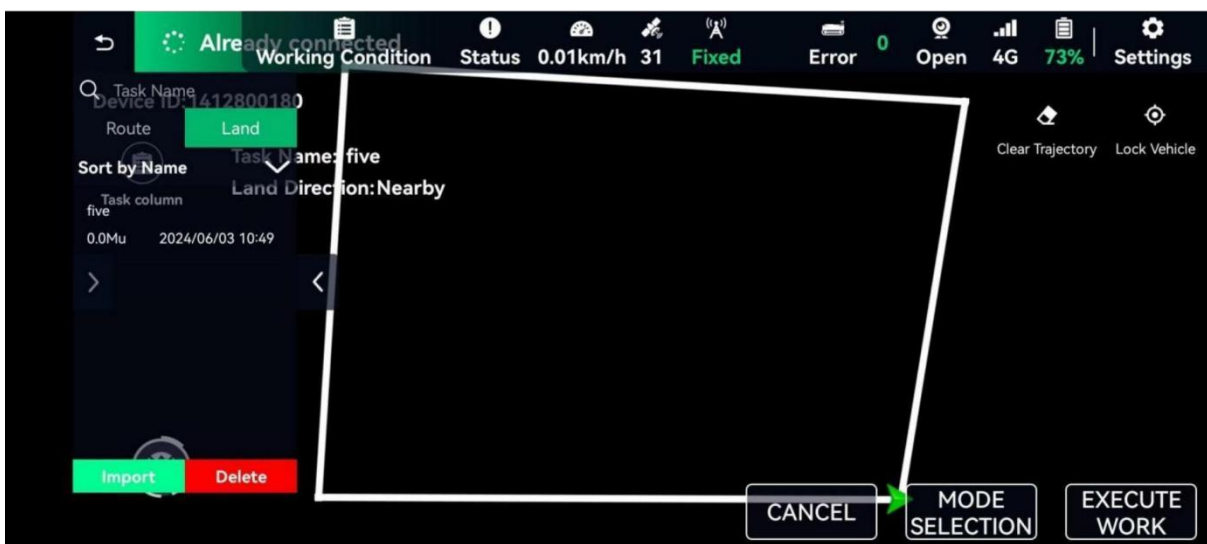 Already connected
Working Condition
Status
0.01km/h
31
Fixed
Error
0
Open
4G
73%
Settings
Task Name
Device ID:1412800180
Route
Land
Clear Trajectory
Lock Vehicle
Sort by Name
Task Name: five
Land Direction:Nearby
Task column
five
0.0Mu
2024/06/03 10:49
Import
Delete
CANCEL
MODE
SELECTION
EXECUTE
WORK